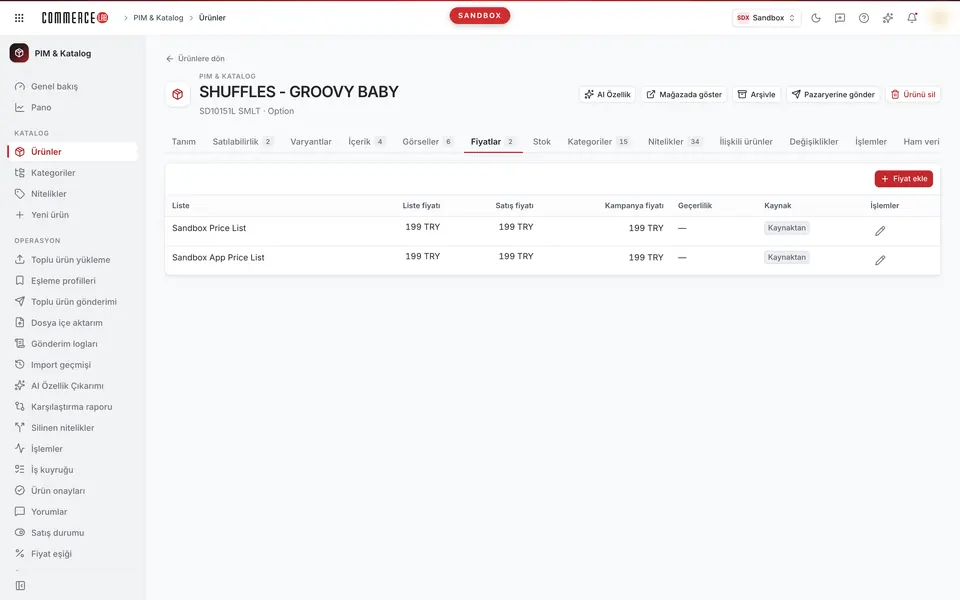 COMMERCE LAB
PIM & Katalog
Ürünler
SANDBOX
SDX Sandbox
PIM & Katalog
Genel bakış
Pano
KATALOG
Ürünler
Kategoriler
Nitelikler
Yeni ürün
OPERASYON
Toplu ürün yükleme
Eşleme profilleri
Toplu ürün gönderimi
Dosya içe aktarım
Gönderim logları
Import geçmişi
AI Özellik Çıkarımı
Karşılaştırma raporu
Silinen nitelikler
İşlemler
İş kuyruğu
Ürün onayları
Yorumlar
Satış durumu
Fiyat eşiği
Ürünlere dön
PIM & KATALOG
SHUFFLES - GROOVY BABY
SD10151L SMLT · Option
AI Özellik
Mağazada göster
Arşivle
Pazaryerine gönder
Ürünü sil
Tanım
Satılabilirlik 2
Varyantlar
İçerik 4
Görseller 6
Fiyatlar 2
Stok
Kategoriler 15
Nitelikler 34
İlişkili ürünler
Değişiklikler
İşlemler
Ham veri
Fiyat ekle
Liste Liste fiyatı Satış fiyatı Kampanya fiyatı Geçerlilik Kaynak İşlemler
Sandbox Price List 199 TRY 199 TRY 199 TRY — Kaynaktan
Sandbox App Price List 199 TRY 199 TRY 199 TRY — Kaynaktan